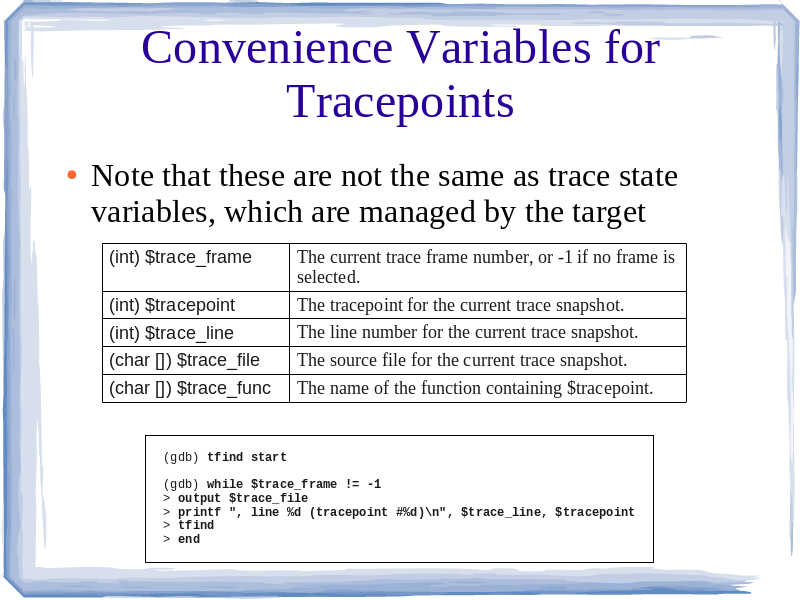 Convenience Variables for
Tracepoints
• Note that these are not the same as trace state
variables, which are managed by the target
(int) $trace_frame The current trace frame number, or -1 if no frame is
selected.
(int) $tracepoint The tracepoint for the current trace snapshot.
(int) $trace_line The line number for the current trace snapshot.
(char []) $trace_file The source file for the current trace snapshot.
(char []) $trace_func The name of the function containing $tracepoint.
(gdb) tfind start
(gdb) while $trace_frame != -1
> output $trace_file
> printf ", line %d (tracepoint #%d)\n", $trace_line, $tracepoint
> tfind
> end